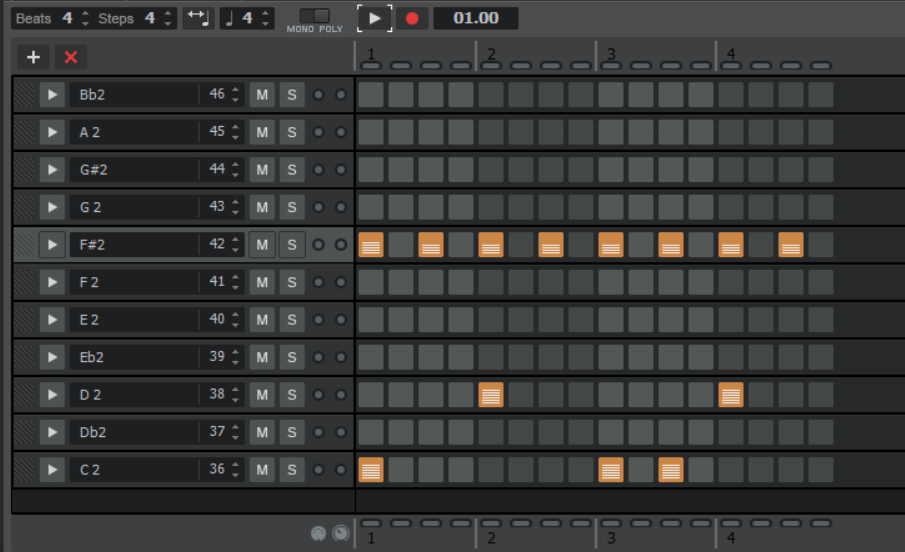 Beats 4 Steps 4 4 01.00
MONO POLY
1 2 3 4
Bb2 46 M S
A 2 45 M S
G#2 44 M S
G 2 43 M S
F#2 42 M S
F 2 41 M S
E 2 40 M S
Eb2 39 M S
D 2 38 M S
Db2 37 M S
C 2 36 M S
1 2 3 4